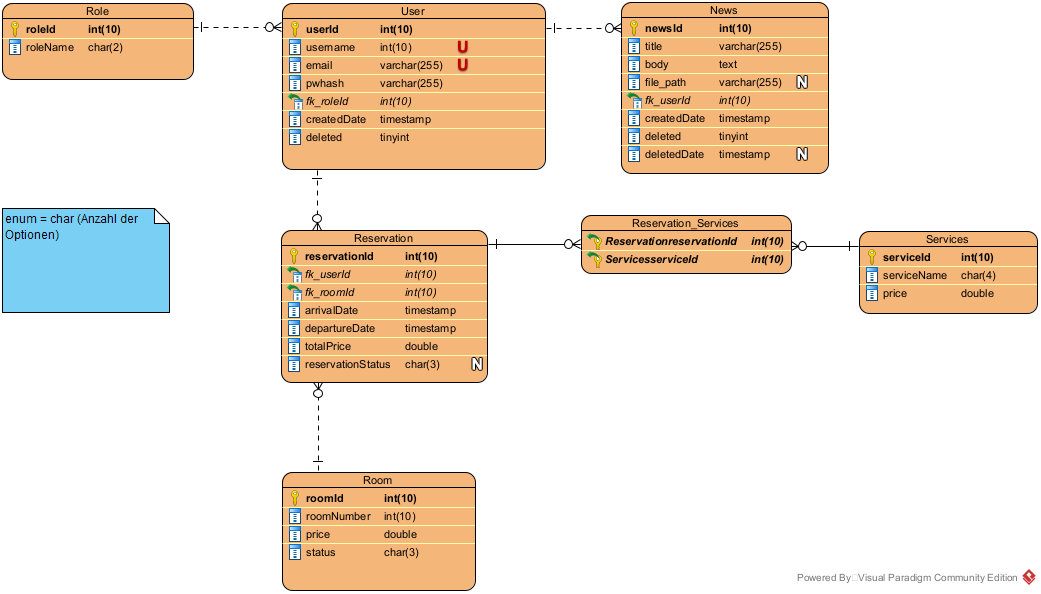 Role
roleId int(10)
roleName char(2)
User
userId int(10)
username int(10) U
email varchar(255) U
pwhash varchar(255)
fk_roleId int(10)
createdDate timestamp
deleted tinyint
News
newsId int(10)
title varchar(255)
body text
file_path varchar(255) N
fk_userId int(10)
createdDate timestamp
deleted tinyint
deletedDate timestamp N
enum = char (Anzahl der
Optionen)
Reservation
reservationId int(10)
fk_userId int(10)
fk_roomId int(10)
arrivalDate timestamp
departureDate timestamp
totalPrice double
reservationStatus char(3) N
Reservation_Services
ReservationreservationId int(10)
ServicesserviceId int(10)
Services
serviceId int(10)
serviceName char(4)
price double
Room
roomId int(10)
roomNumber int(10)
price double
status char(3)
Powered By Visual Paradigm Community Edition